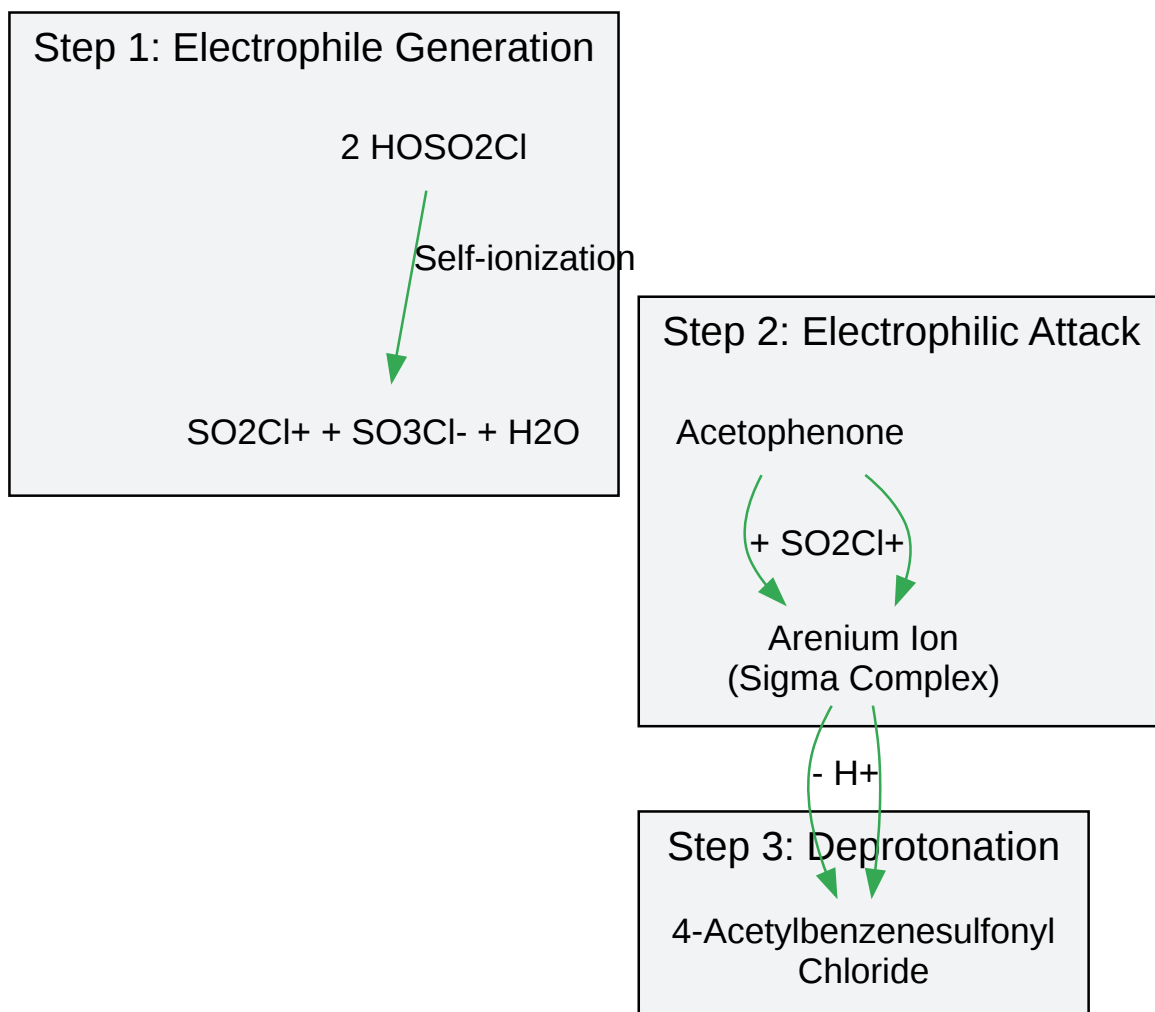 Step 1: Electrophile Generation
2 HOSO2Cl
Self-ionization
SO2Cl+ + SO3Cl- + H2O
Step 2: Electrophilic Attack
Acetophenone
+ SO2Cl+
Arenium Ion
(Sigma Complex)
- H+
Step 3: Deprotonation
4-Acetylbenzenesulfonyl
Chloride